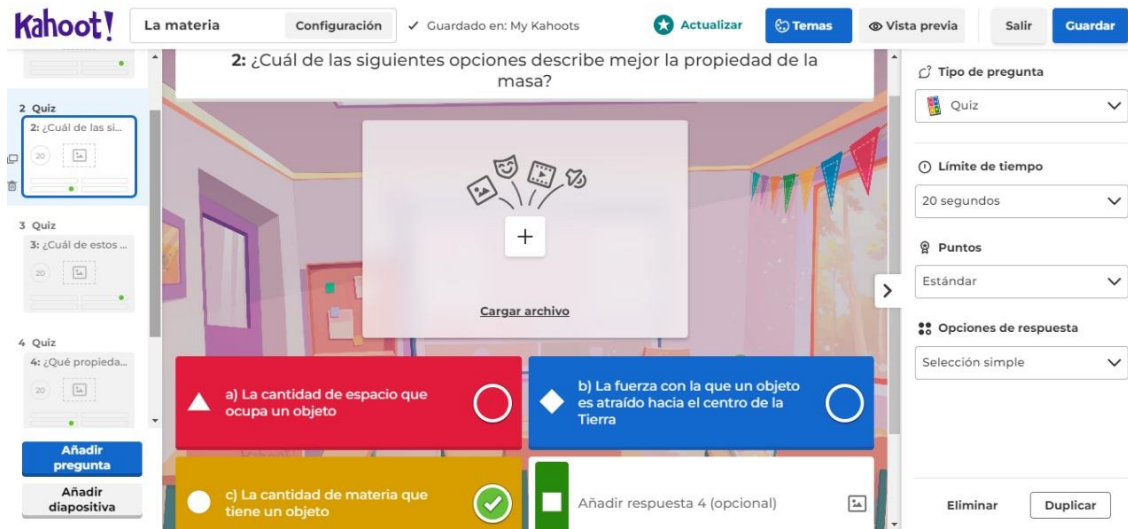 Kahoot!
La materia
Configuración
Guardado en: My Kahoots
Actualizar
Temas
Vista previa
Salir
Guardar
2 Quiz
2: ¿Cuál de las si...
20
3 Quiz
3: ¿Cuál de estos ...
20
4 Quiz
4: ¿Qué propieda...
20
Añadir
pregunta
Añadir
diapositiva
2: ¿Cuál de las siguientes opciones describe mejor la propiedad de la
masa?
Cargar archivo
a) La cantidad de espacio que
ocupa un objeto
b) La fuerza con la que un objeto
es atraído hacia el centro de la
Tierra
c) La cantidad de materia que
tiene un objeto
Añadir respuesta 4 (opcional)
Tipo de pregunta
Quiz
Límite de tiempo
20 segundos
Puntos
Estándar
Opciones de respuesta
Selección simple
Eliminar
Duplicar